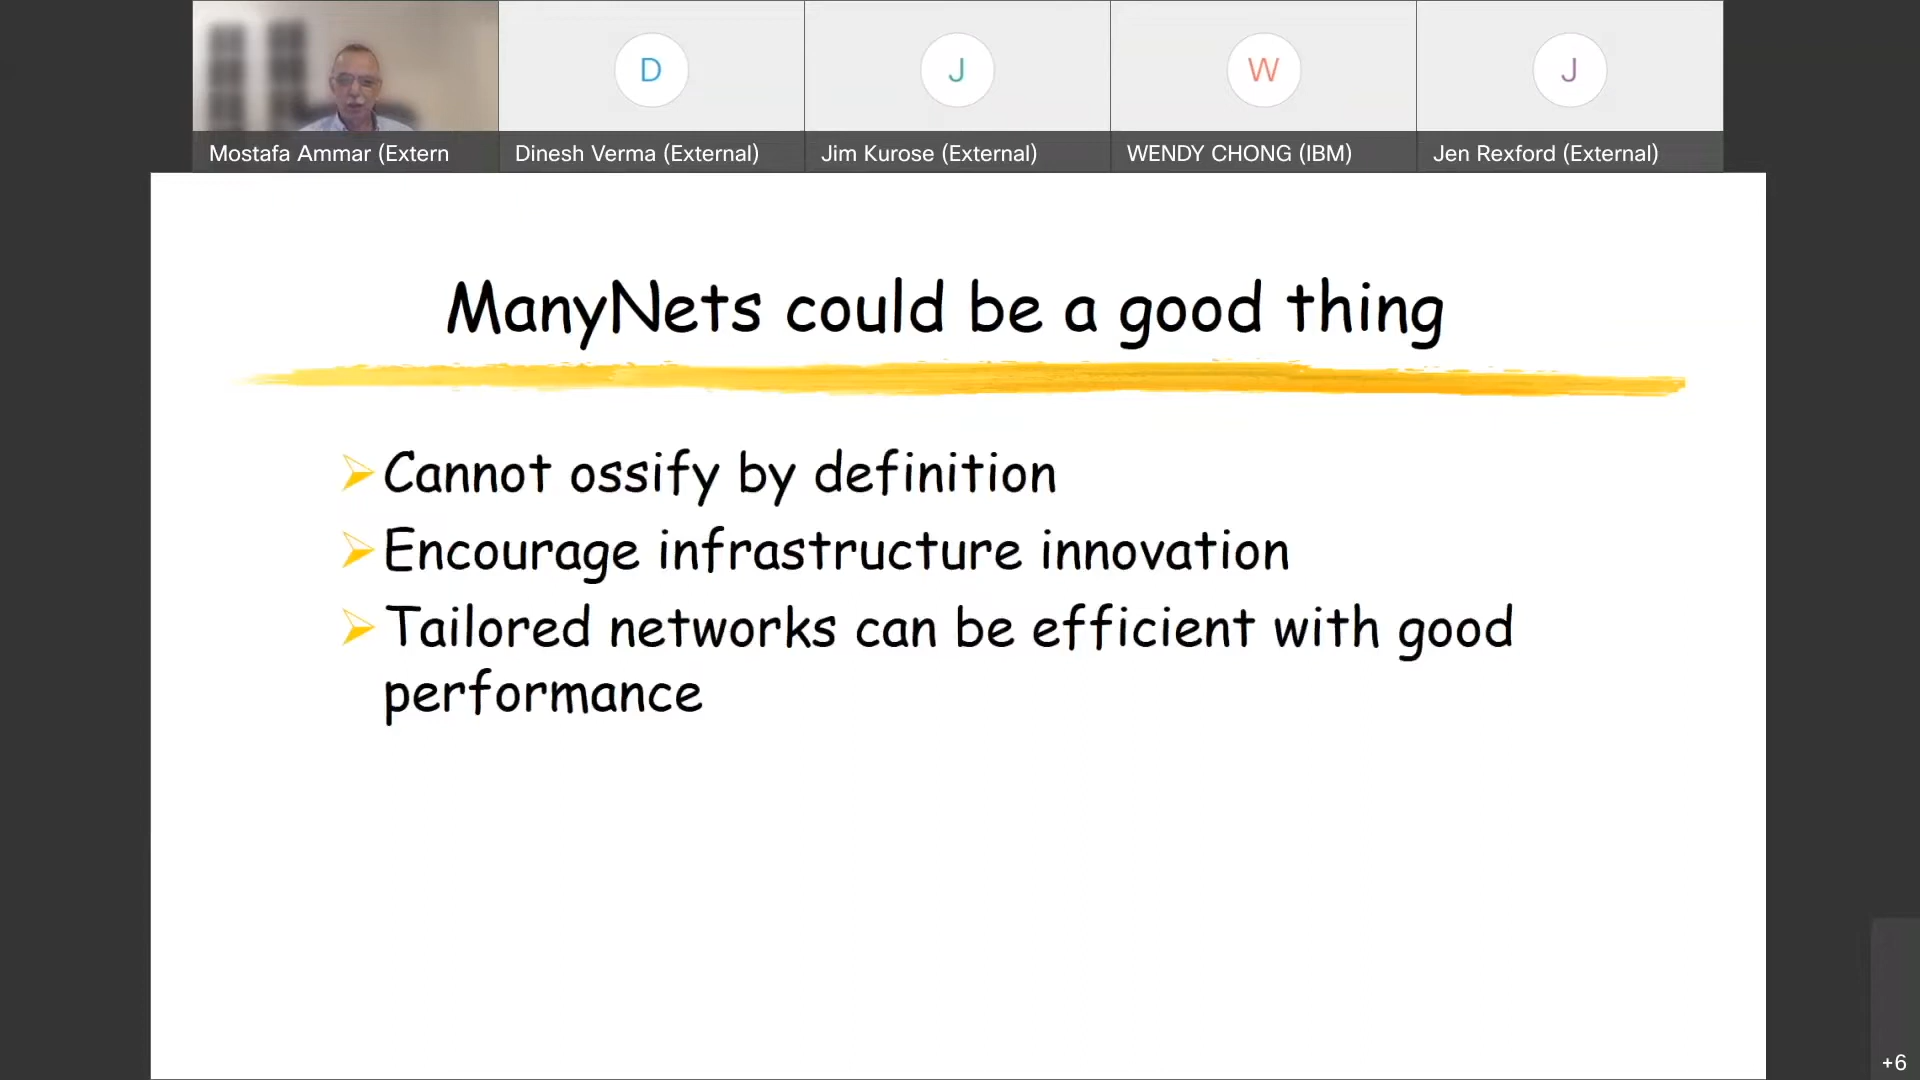 D
J
W
J
Mostafa Ammar (Extern
Dinesh Verma (External)
Jim Kurose (External)
WENDY CHONG (IBM)
Jen Rexford (External)
ManyNets could be a good thing
Cannot ossify by definition
Encourage infrastructure innovation
Tailored networks can be efficient with good
performance
+6